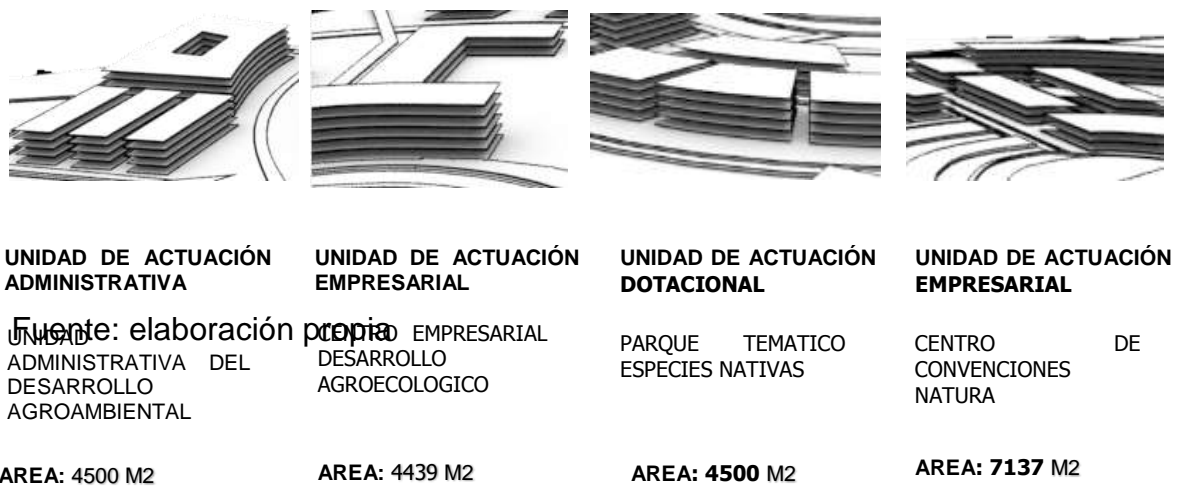 UNIDAD DE ACTUACIÓN
ADMINISTRATIVA
UNIDAD
ADMINISTRATIVA DEL
DESARROLLO
AGROAMBIENTAL
AREA: 4500 M2
UNIDAD DE ACTUACIÓN
EMPRESARIAL
CENTRO EMPRESARIAL
DESARROLLO
AGROECOLOGICO
AREA: 4439 M2
UNIDAD DE ACTUACIÓN
DOTACIONAL
PARQUE TEMATICO
ESPECIES NATIVAS
AREA: 4500 M2
UNIDAD DE ACTUACIÓN
EMPRESARIAL
CENTRO DE
CONVENCIONES
NATURA
AREA: 7137 M2
Fuente: elaboración propia